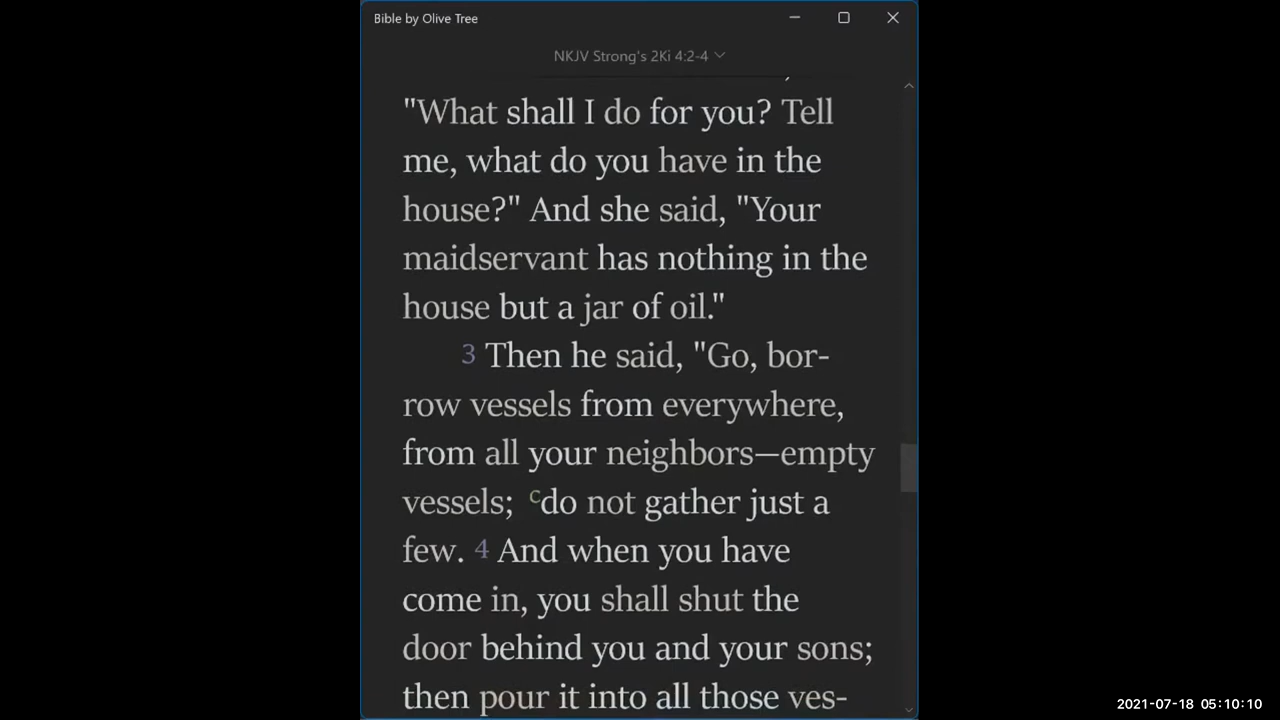 Bible by Olive Tree
NKJV Strong's 2Ki 4:2-4
"What shall I do for you? Tell
me, what do you have in the
house?" And she said, "Your
maidservant has nothing in the
house but a jar of oil."
3 Then he said, "Go, bor-
row vessels from everywhere,
from all your neighbors—empty
vessels; cdo not gather just a
few. 4 And when you have
come in, you shall shut the
door behind you and your sons;
then pour it into all those ves-
2021-07-18 05:10:10